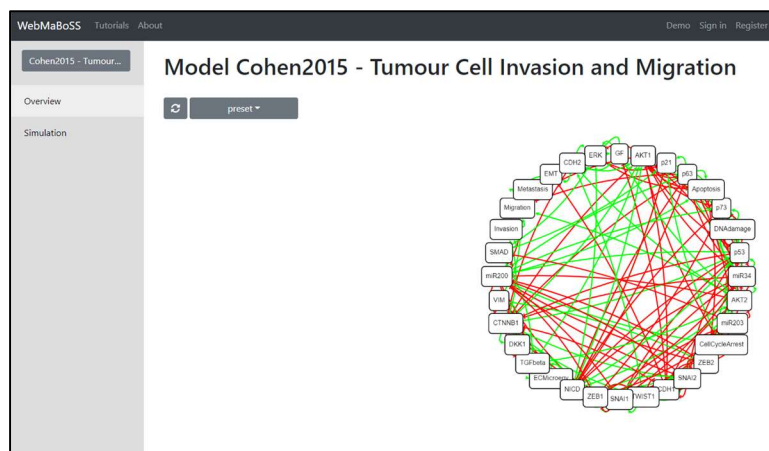 WebMaBoSS Tutorials About Demo Sign in Register
Cohen2015 - Tumour...
Overview
Simulation
Model Cohen2015 - Tumour Cell Invasion and Migration
preset
GF
ERK
AKT1
CDH2
p21
EMT
p63
Metastasis
Apoptosis
Migration
p73
Invasion
DNAdamage
SMAD
p53
miR200
miR34
VIM
AKT2
CTNNB1
miR203
DKK1
CellCycleArrest
TGFbeta
ZEB2
ECMicroenv
SNAI2
NICD
CDH1
ZEB1
TWIST1
SNAI1